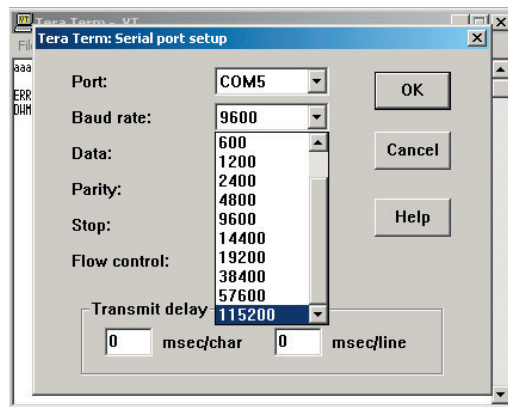 Tera Term - VT
Tera Term: Serial port setup
aaa
ERR
DWM
Port:
COM5
OK
Baud rate:
9600
600
1200
2400
4800
9600
14400
19200
38400
57600
115200
Data:
Cancel
Parity:
Stop:
Help
Flow control:
Transmit delay
0 msec/char 0 msec/line